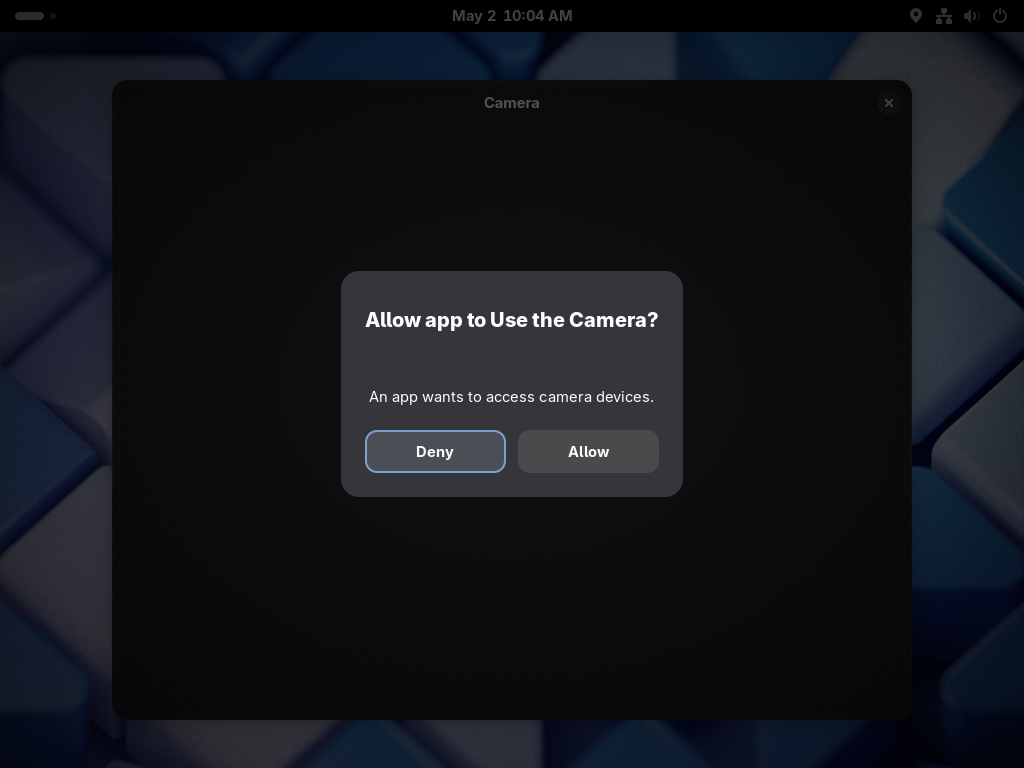 May 2  10:04 AM
Camera
Allow app to Use the Camera?
An app wants to access camera devices.
Deny
Allow